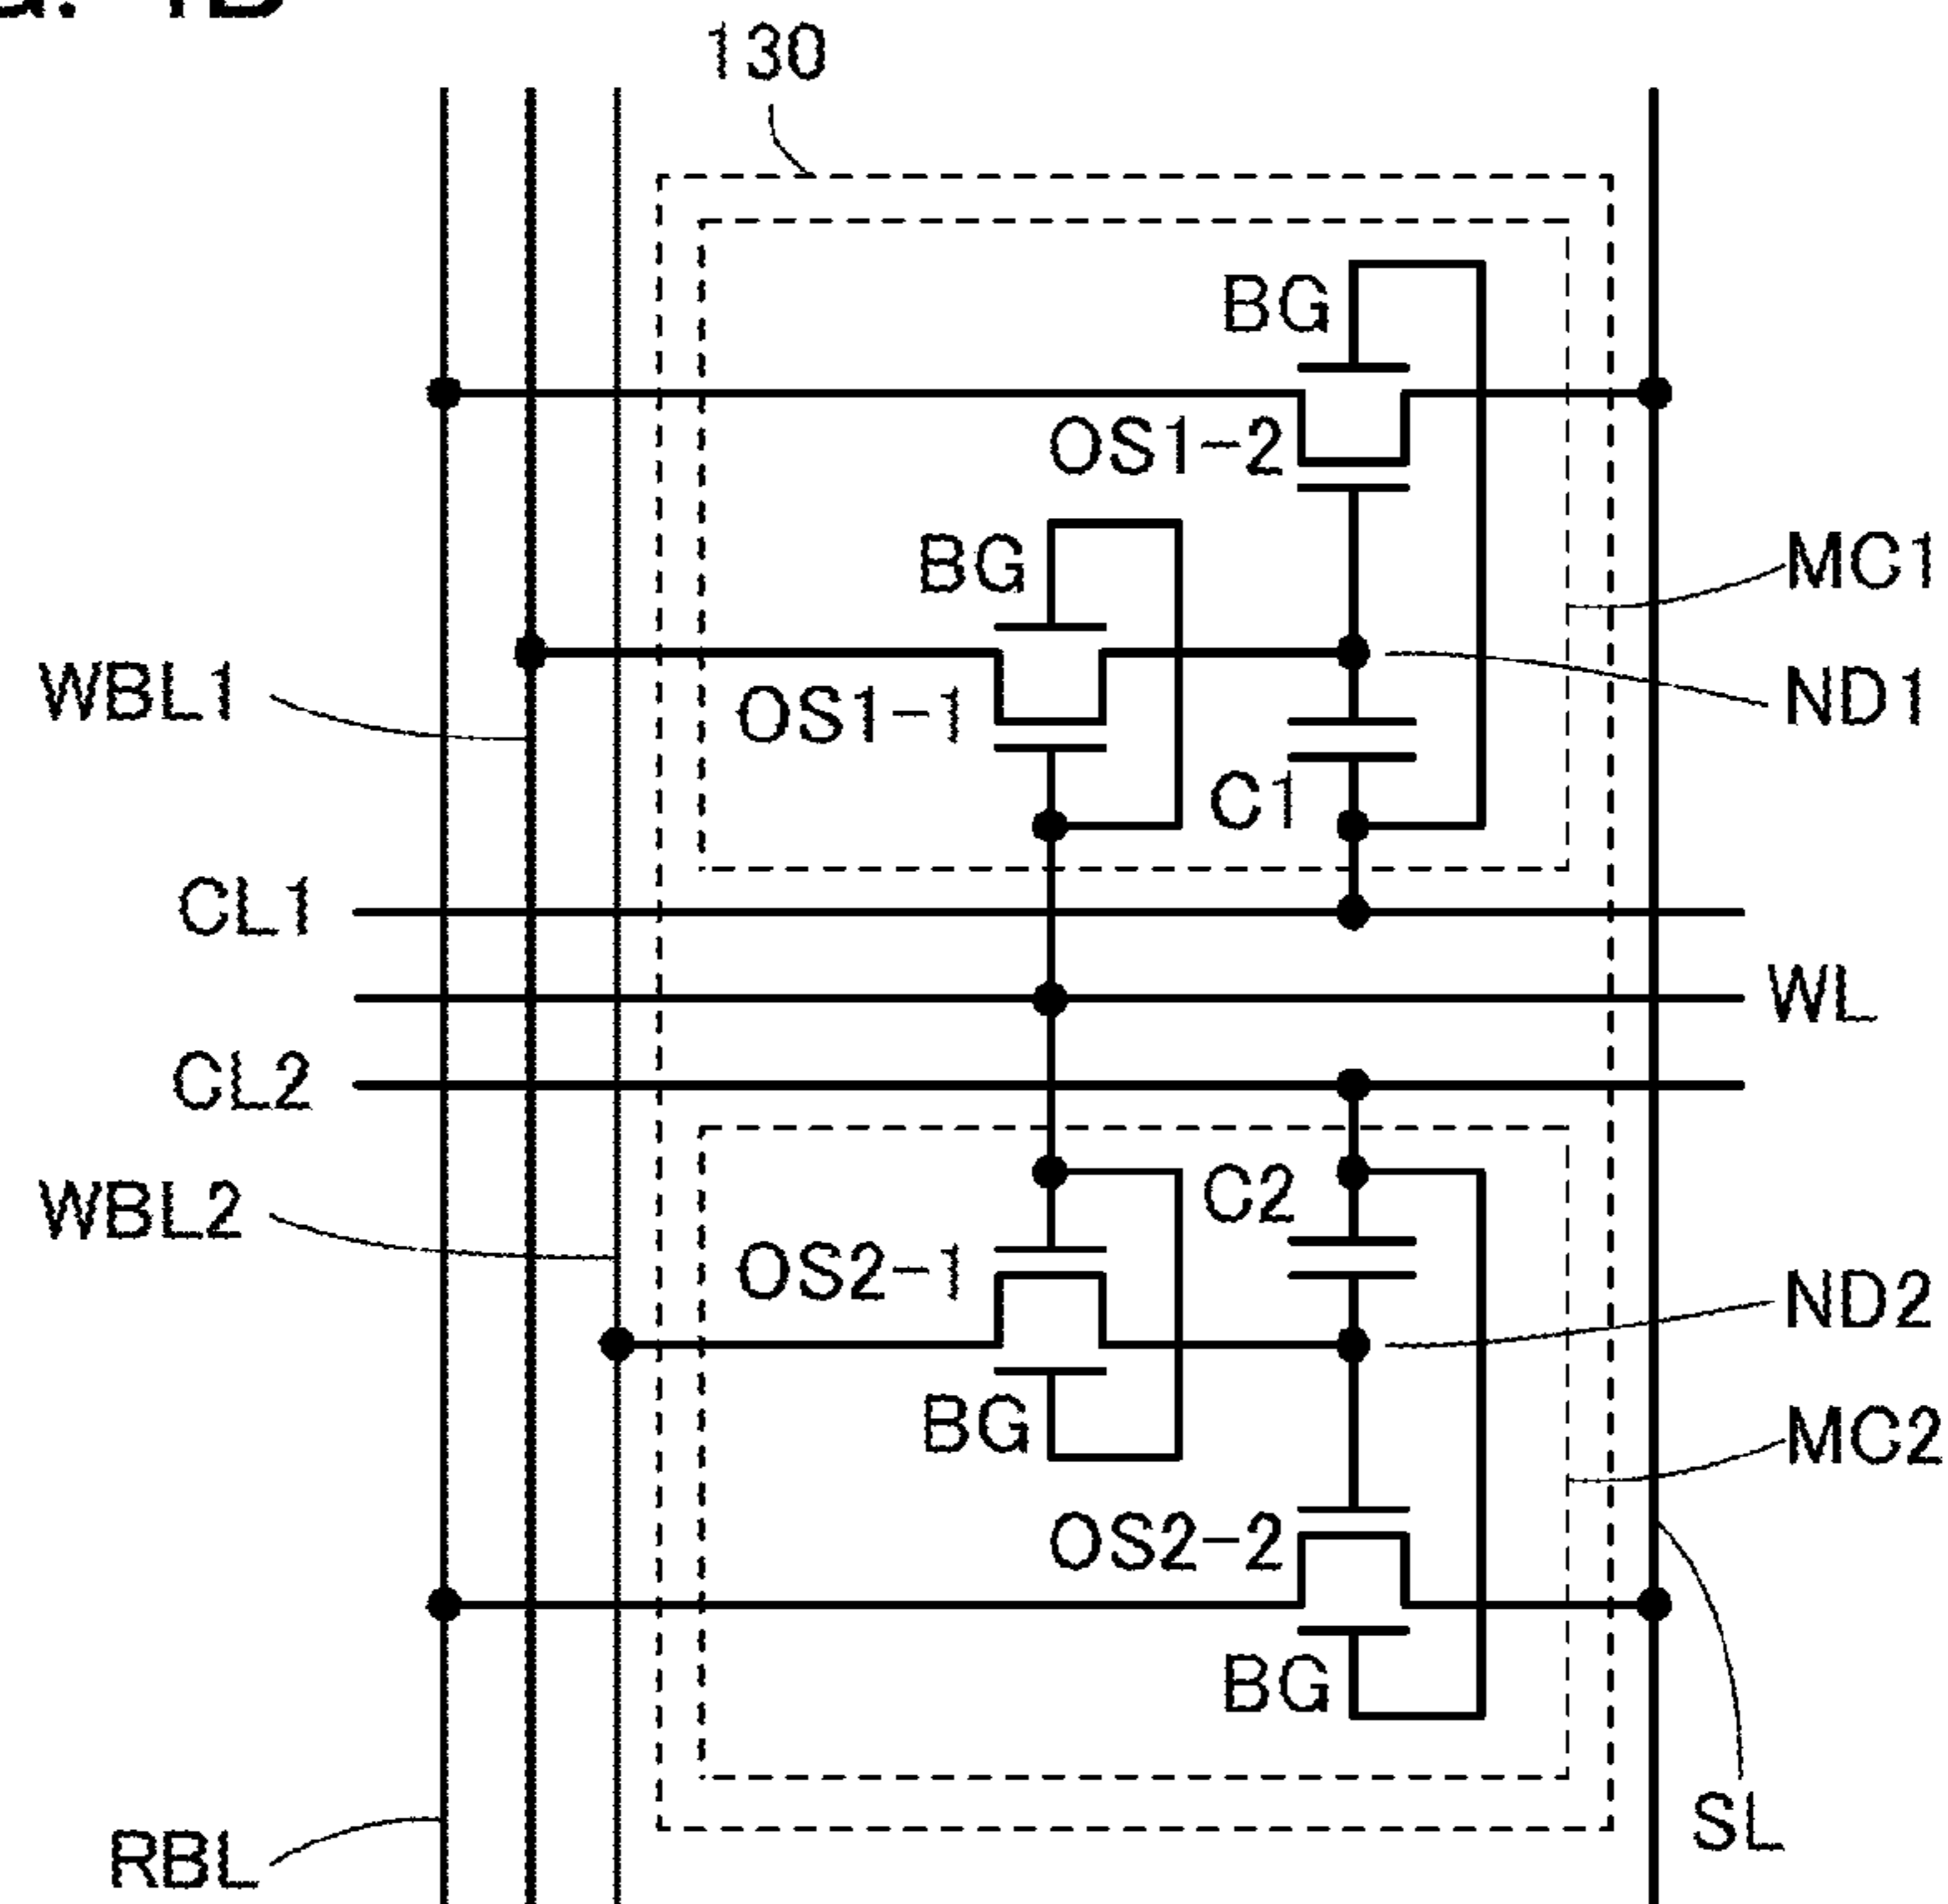 130
BG
OS1-2
BG
MC1
WBL1
OS1-1
ND1
C1
CL1
WL
CL2
C2
WBL2
OS2-1
ND2
BG
MC2
OS2-2
BG
SL
RBL